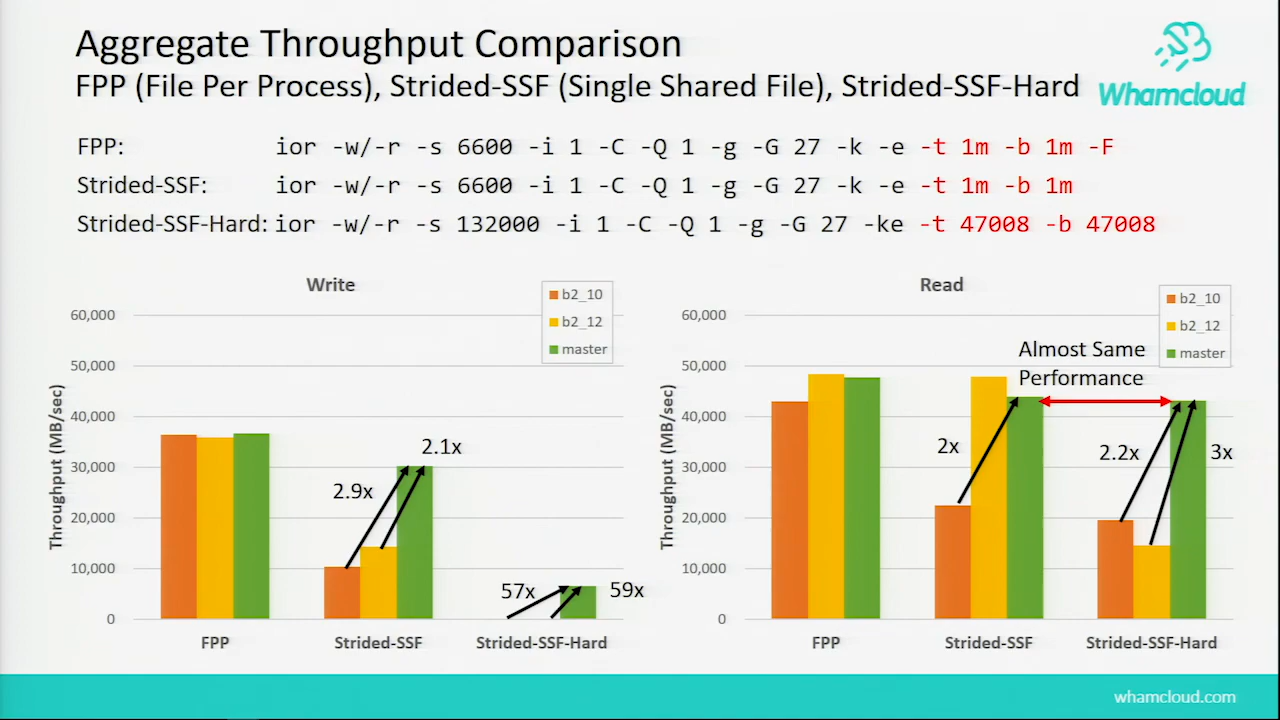 Aggregate Throughput Comparison
FPP (File Per Process), Strided-SSF (Single Shared File), Strided-SSF-Hard
Whamcloud
FPP: ior -w/-r -s 6600 -i 1 -C -Q 1 -g -G 27 -k -e -t 1m -b 1m -F
Strided-SSF: ior -w/-r -s 6600 -i 1 -C -Q 1 -g -G 27 -k -e -t 1m -b 1m
Strided-SSF-Hard: ior -w/-r -s 132000 -i 1 -C -Q 1 -g -G 27 -ke -t 47008 -b 47008
Write
b2_10
b2_12
master
60,000
50,000
40,000
30,000
20,000
10,000
0
Throughput (MB/sec)
2.9x
2.1x
57x
59x
FPP
Strided-SSF
Strided-SSF-Hard
Read
b2_10
b2_12
master
60,000
50,000
40,000
30,000
20,000
10,000
0
Throughput (MB/sec)
Almost Same
Performance
2x
2.2x
3x
FPP
Strided-SSF
Strided-SSF-Hard
whamcloud.com